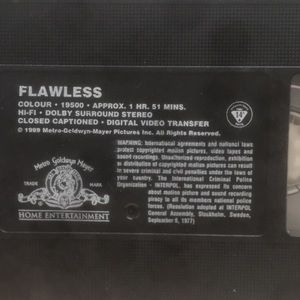 FLAWLESS
COLOUR • 19500 • APPROX. 1 HR. 51 MINS.
HI-FI • DOLBY SURROUND STEREO
CLOSED CAPTIONED • DIGITAL VIDEO TRANSFER
© 1999 Metro-Goldwyn-Mayer Pictures Inc. All Rights Reserved.
14
WARNING: International agreements and national laws
protect copyrighted motion pictures, video tapes and
sound recordings. Unauthorized reproduction, exhibition
or distribution of copyrighted motion pictures can result
in severe criminal and civil penalties under the laws of
your country. The International Criminal Police
Organization - INTERPOL, has expressed its concern
about motion picture and sound recording piracy
to all of its member national police
forces. (Resolution adopted at INTERPOL
General Assembly, Stockholm, Sweden,
September 8, 1977)
Metro Goldwyn Mayer
TRADE MARK
HOME ENTERTAINMENT